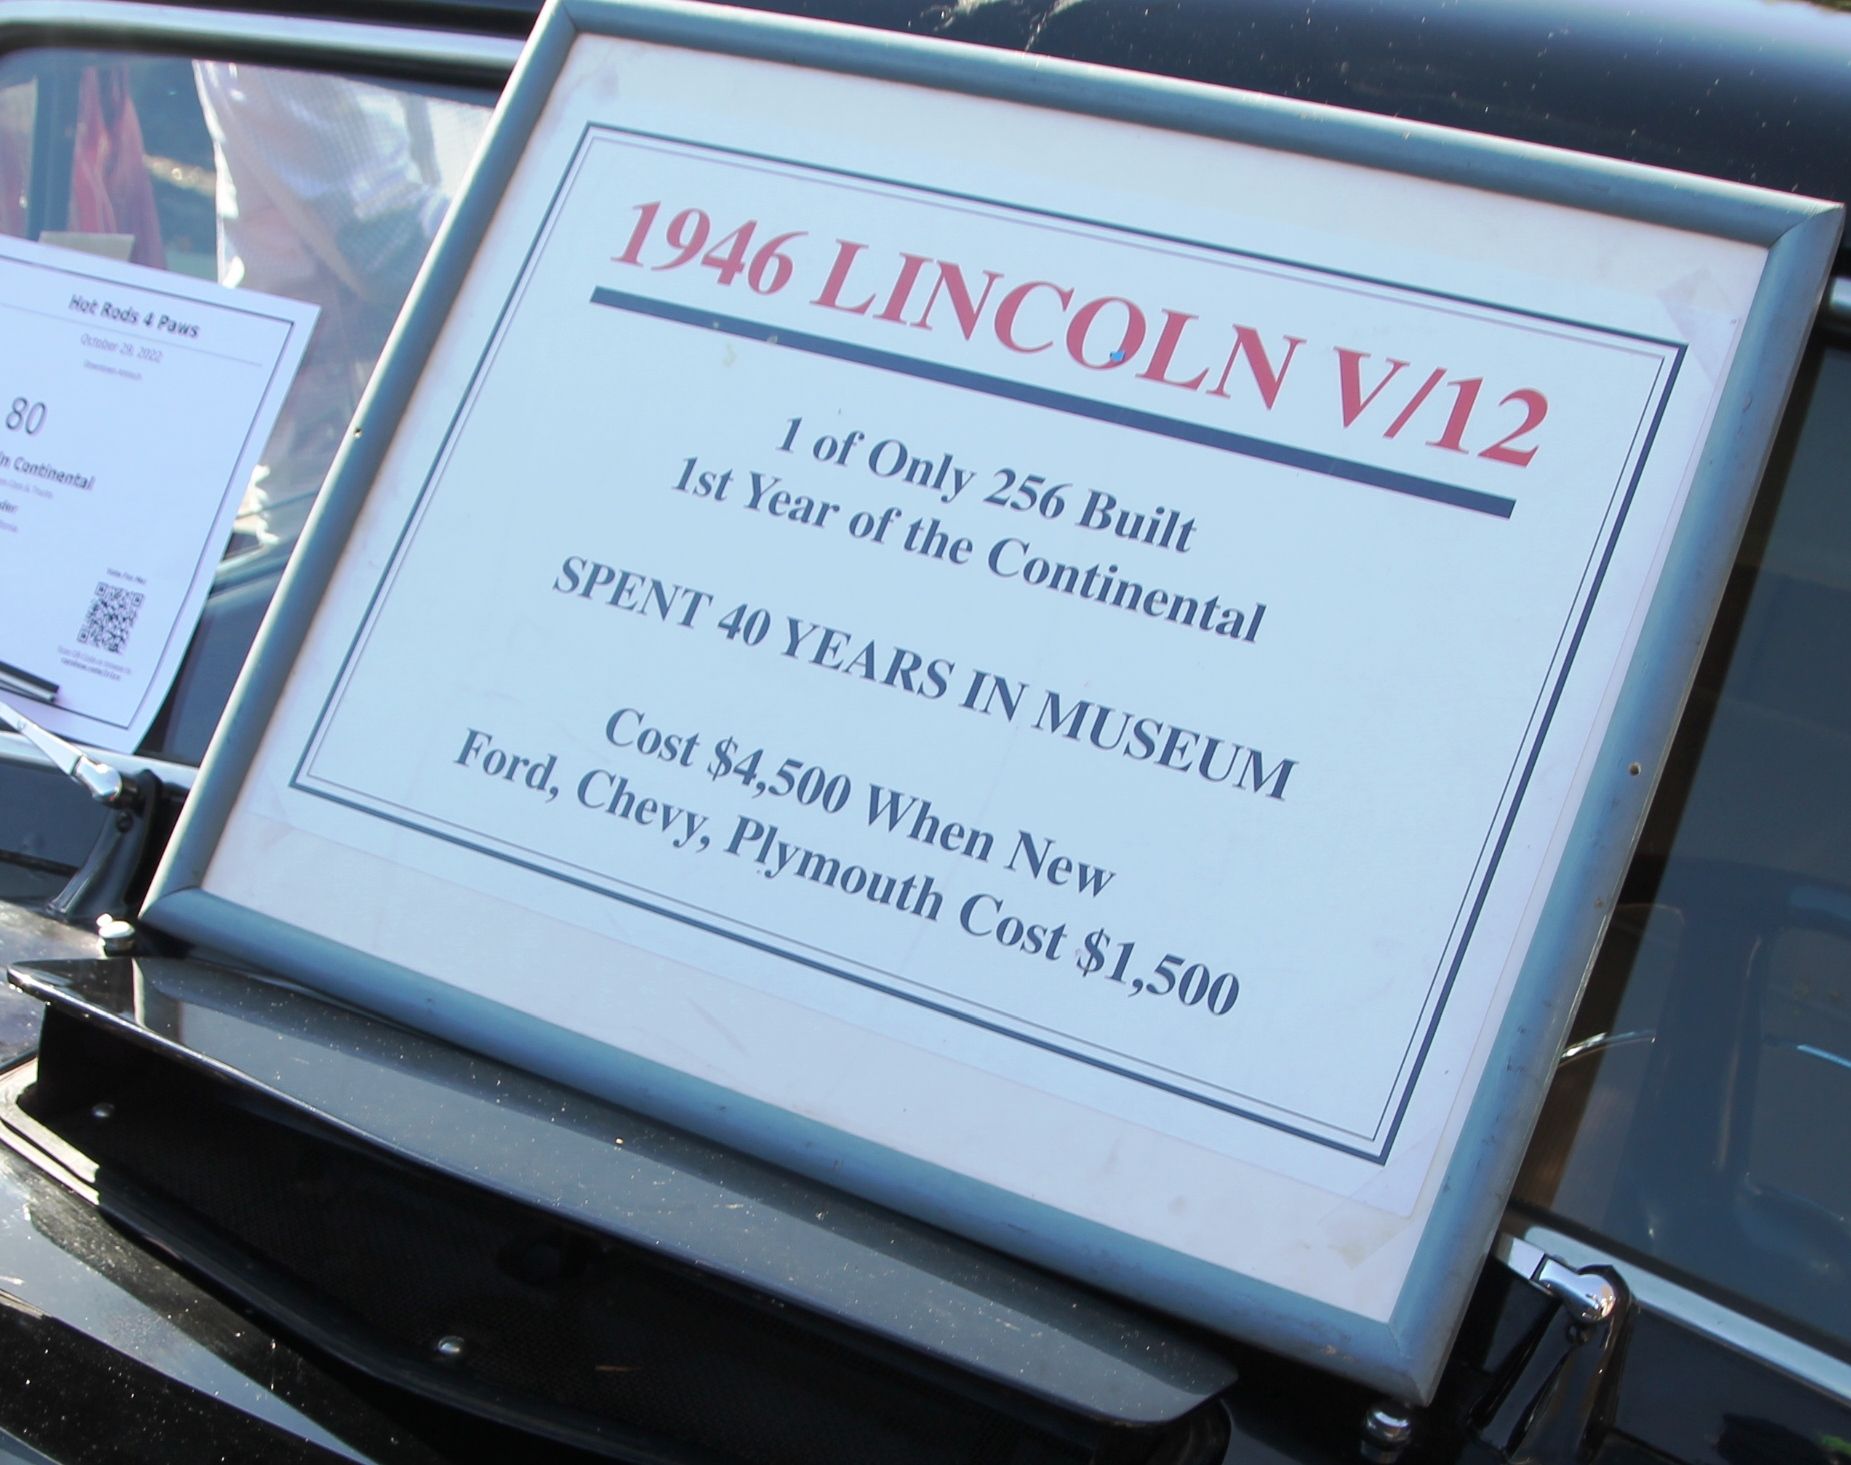 1946 LINCOLN V/12
1 of Only 256 Built
1st Year of the Continental
SPENT 40 YEARS IN MUSEUM
Cost $4,500 When New
Ford, Chevy, Plymouth Cost $1,500
Hot Rods 4 Paws
October 29, 2022
80
Continental